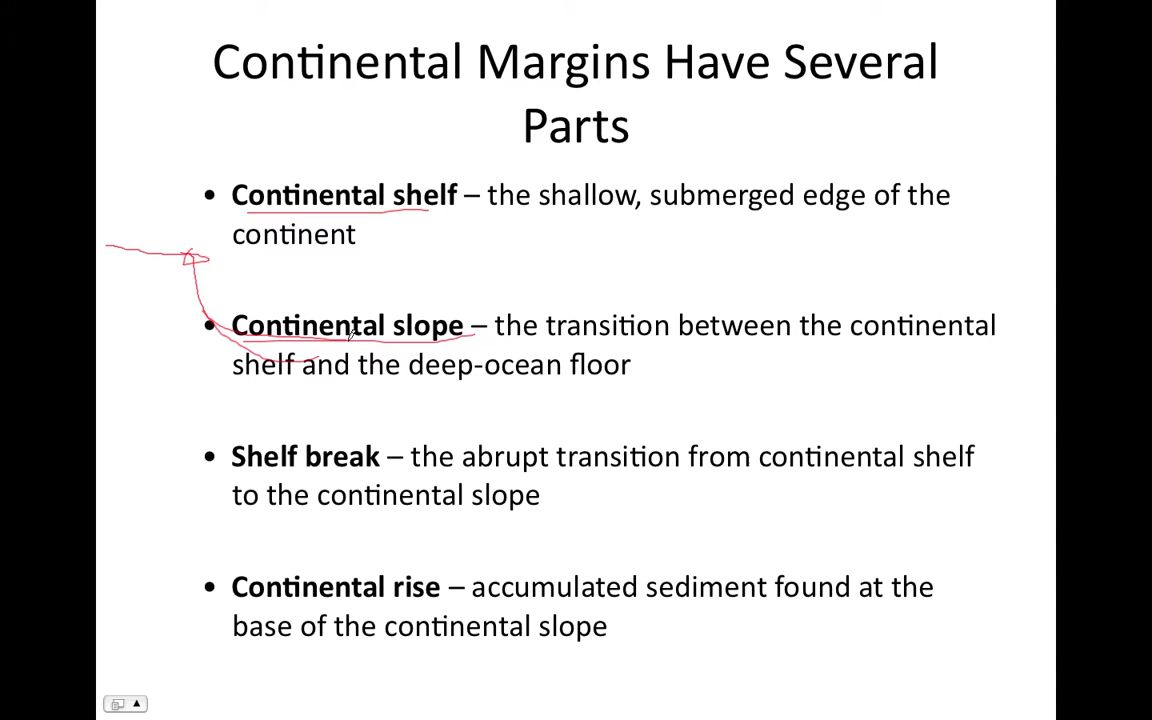 Continental Margins Have Several
Parts
• Continental shelf – the shallow, submerged edge of the
continent
• Continental slope – the transition between the continental
shelf and the deep-ocean floor
• Shelf break – the abrupt transition from continental shelf
to the continental slope
• Continental rise – accumulated sediment found at the
base of the continental slope